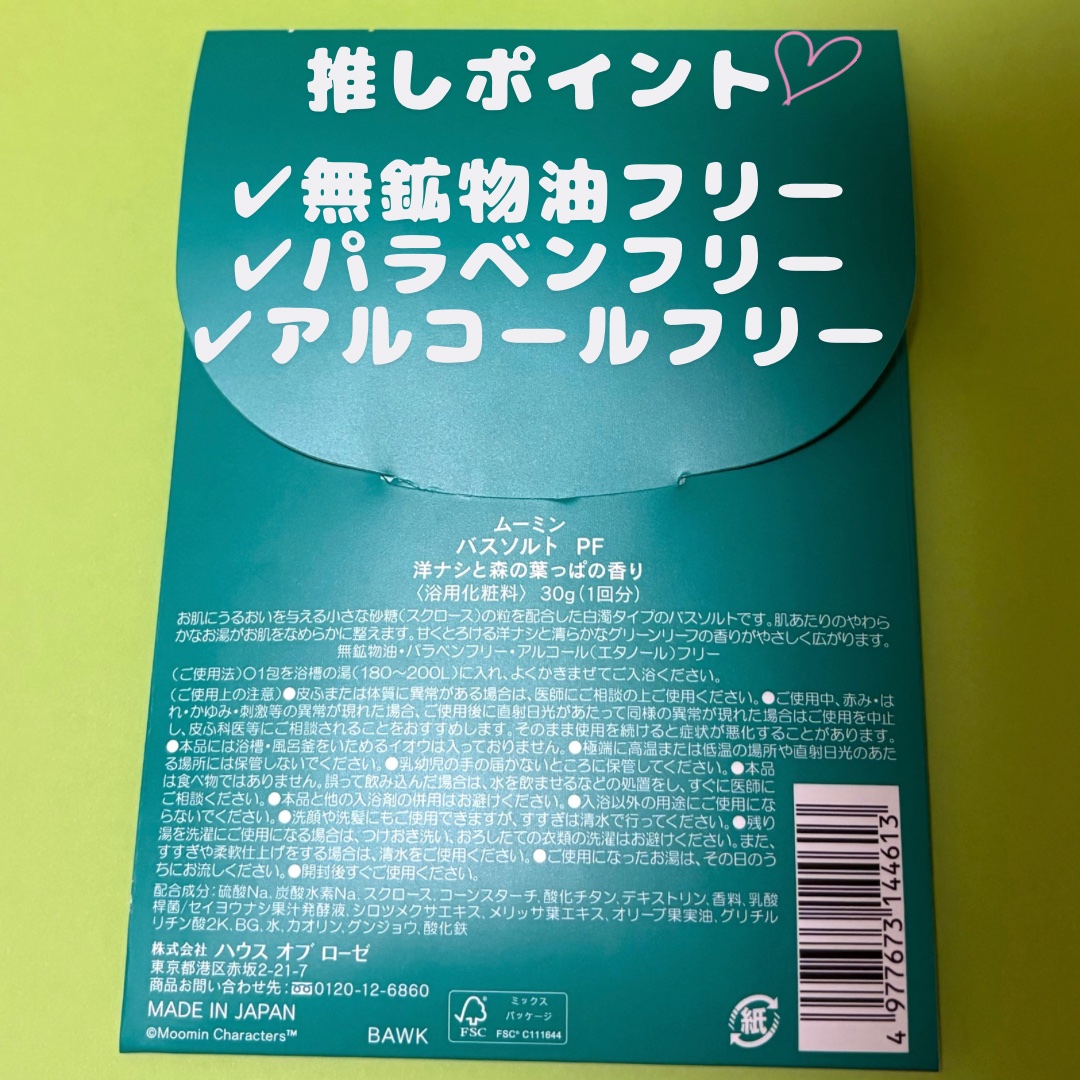 推しポイント
✓無鉱物油フリー
✓パラベンフリー
✓アルコールフリー
ムーミン
バスソルト PF
洋ナシと森の葉っぱの香り
〈浴用化粧料〉 30g(1回分)
お肌にうるおいを与える小さな砂糖(スクロース)の粒を配合した白濁タイプのバスソルトです。肌あたりのやわら
かなお湯がお肌をなめらかに整えます。甘くとろける洋ナシと清らかなグリーンリーフの香りがやさしく広がります。
無鉱物油・パラベンフリー・アルコール(エタノール)フリー
〈ご使用法〉○1包を浴槽の湯(180〜200L)に入れ、よくかきまぜてご入浴ください。
〈ご使用上の注意〉●皮ふまたは体質に異常がある場合は、医師にご相談の上ご使用ください。●ご使用中、赤み・は
れ・かゆみ・刺激等の異常が現れた場合、ご使用後に直射日光があたって同様の異常が現れた場合はご使用を中止
し、皮ふ科医等にご相談されることをおすすめします。そのまま使用を続けると症状が悪化することがあります。
●本品には浴槽・風呂釜をいためるイオウは入っておりません。●極端に高温または低温の場所や直射日光のあた
る場所には保管しないでください。●乳幼児の手の届かないところに保管してください。●本品
は食べ物ではありません。誤って飲み込んだ場合は、水を飲ませるなどの処置をし、すぐに医師に
ご相談ください。●本品と他の入浴剤の併用はお避けください。●入浴以外の用途にご使用にな
らないでください。●洗顔や洗髪にもご使用できますが、すすぎは清水で行ってください。●残り
湯を洗濯にご使用になる場合は、つけおき洗い、おろしたての衣類の洗濯はお避けください。また、
すすぎや柔軟仕上げをする場合は、清水をご使用ください。●ご使用になったお湯は、その日のう
ちにお流しください。●開封後すぐご使用ください。
配合成分:硫酸Na、炭酸水素Na、スクロース、コーンスターチ、酸化チタン、デキストリン、香料、乳酸
桿菌/セイヨウナシ果汁発酵液、シロツメクサエキス、メリッサ葉エキス、オリーブ果実油、グリチル
リチン酸2K、BG、水、カオリン、グンジョウ、酸化鉄
株式会社 ハウス オブ ローゼ
東京都港区赤坂2-21-7
商品お問い合わせ先:0120-12-6860
MADE IN JAPAN
©Moomin Characters™
BAWK
FSC
ミックス
パッケージ
FSC® C111644
紙
4 977673 144613